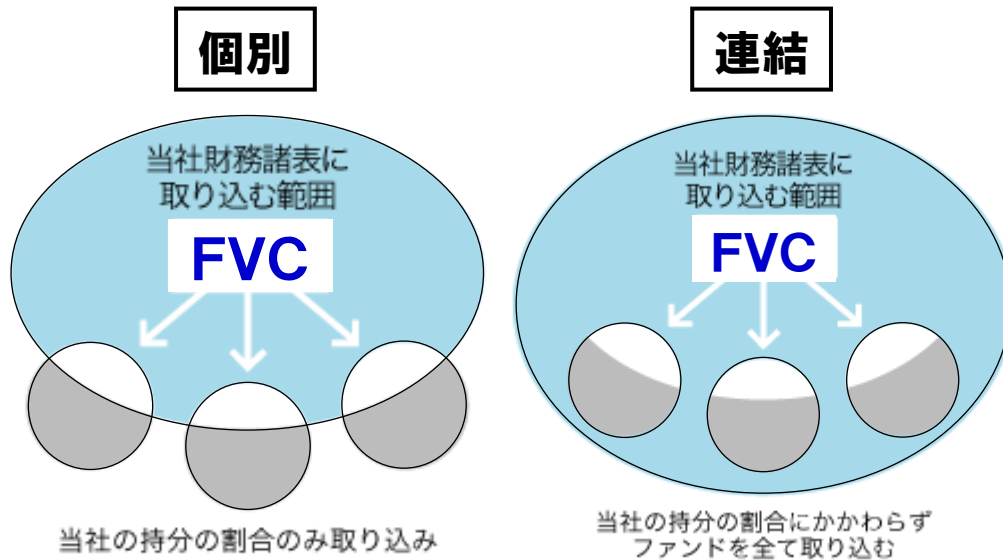 個別
当社財務諸表に
取り込む範囲
FVC
当社の持分の割合のみ取り込み
連結
当社財務諸表に
取り込む範囲
FVC
当社の持分の割合にかかわらず
ファンドを全て取り込む